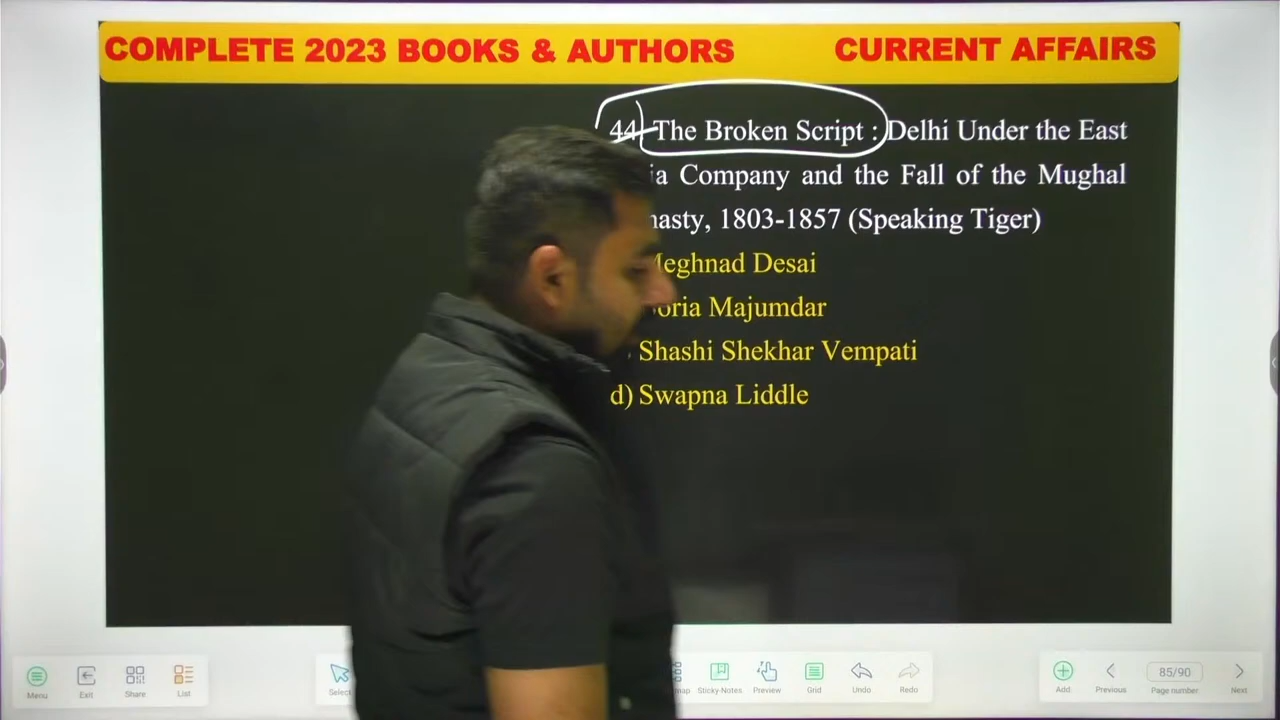 COMPLETE 2023 BOOKS & AUTHORS CURRENT AFFAIRS
44) The Broken Script : Delhi Under the East
Company and the Fall of the Mughal
1803-1857 (Speaking Tiger)
Meghnad Desai
Majumdar
Shashi Shekhar Vempati
d) Swapna Liddle
Menu Exit Share List Select Sticky-Notes Preview Grid Undo Redo Add Previous 85/90 Page number Next